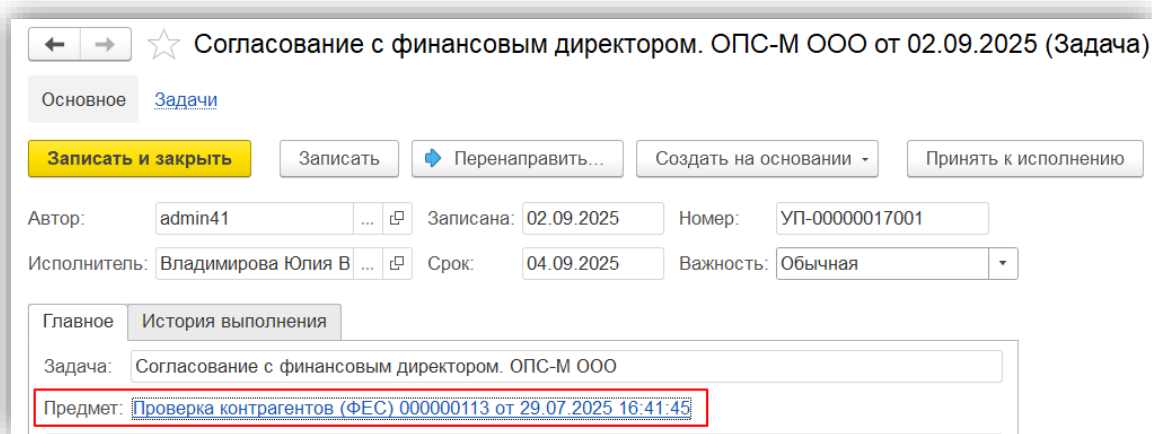 Согласование с финансовым директором. ОПС-М ООО от 02.09.2025 (Задача)
Основное Задачи
Записать и закрыть Записать Перенаправить... Создать на основании Принять к исполнению
Автор: admin41 ... Записана: 02.09.2025 Номер: УП-00000017001
Исполнитель: Владимирова Юлия В ... Срок: 04.09.2025 Важность: Обычная
Главное История выполнения
Задача: Согласование с финансовым директором. ОПС-М ООО
Предмет: Проверка контрагентов (ФЕС) 000000113 от 29.07.2025 16:41:45